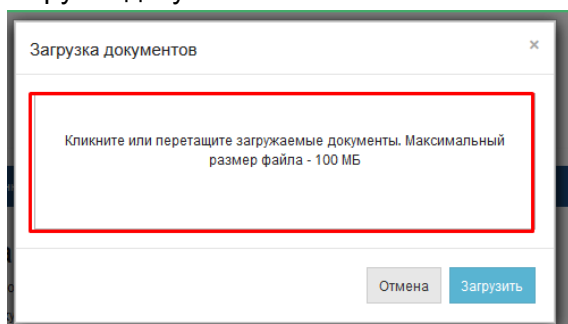 Загрузка документов
×
Кликните или перетащите загружаемые документы. Максимальный
размер файла - 100 МБ
Отмена
Загрузить